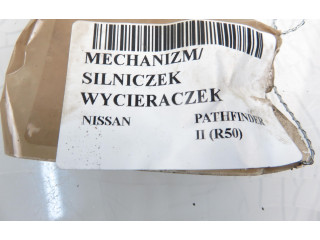 MECHANIZM/
SILNICZEK
WYCIERACZEK
NISSAN PATHFINDER
II (R50)